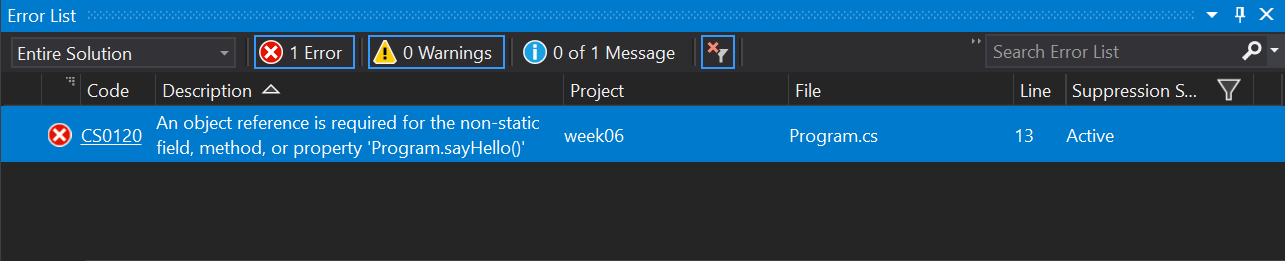 Error List
Entire Solution
1 Error
0 Warnings
0 of 1 Message
Search Error List
Code
Description
Project
File
Line
Suppression S...
CS0120
An object reference is required for the non-static
field, method, or property 'Program.sayHello()'
week06
Program.cs
13
Active